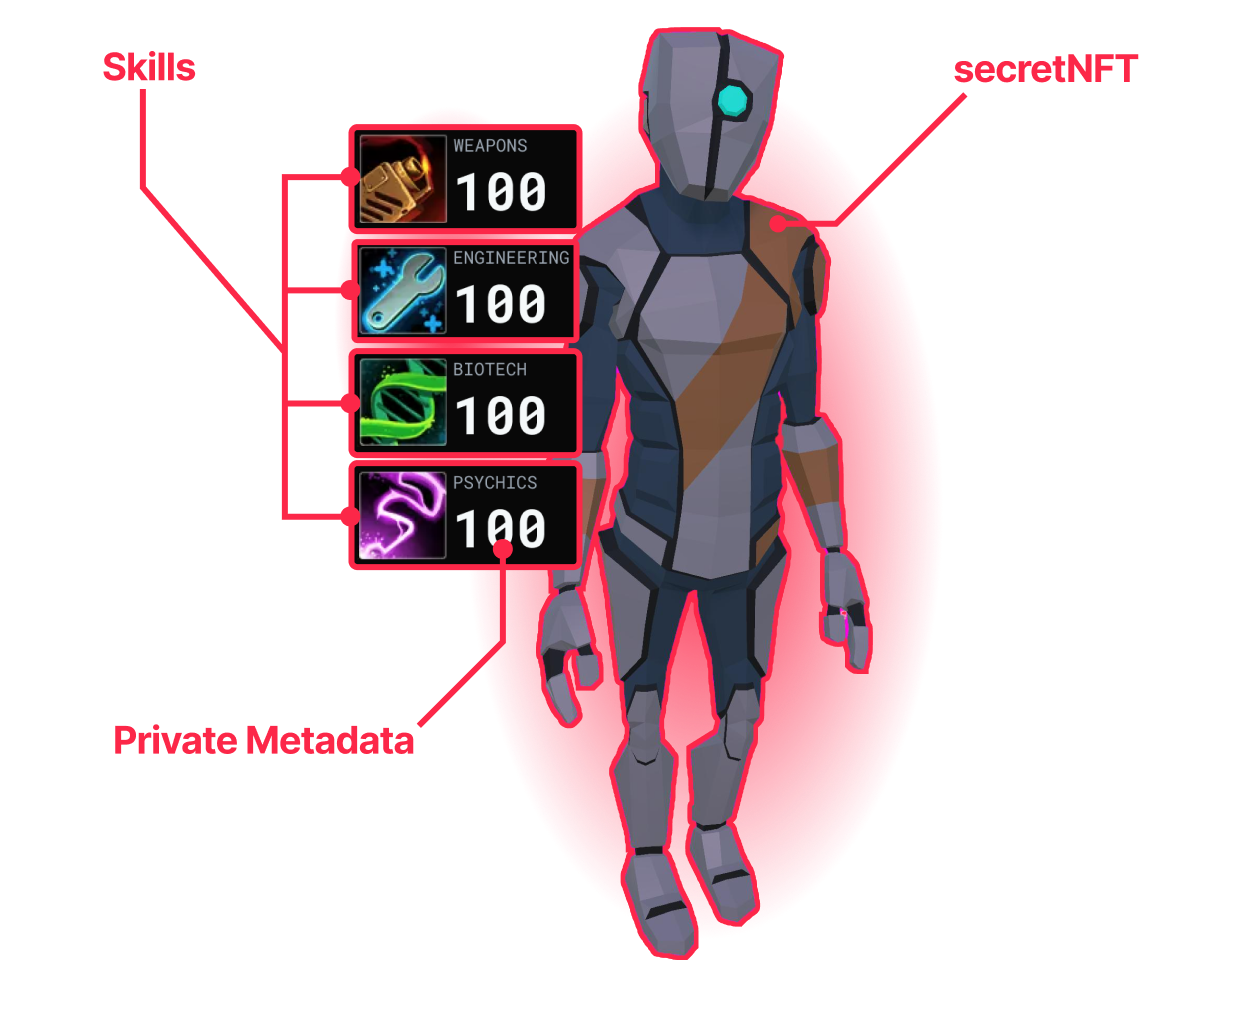 Skills
secretNFT
WEAPONS
100
ENGINEERING
100
BIOTECH
100
PSYCHICS
100
Private Metadata